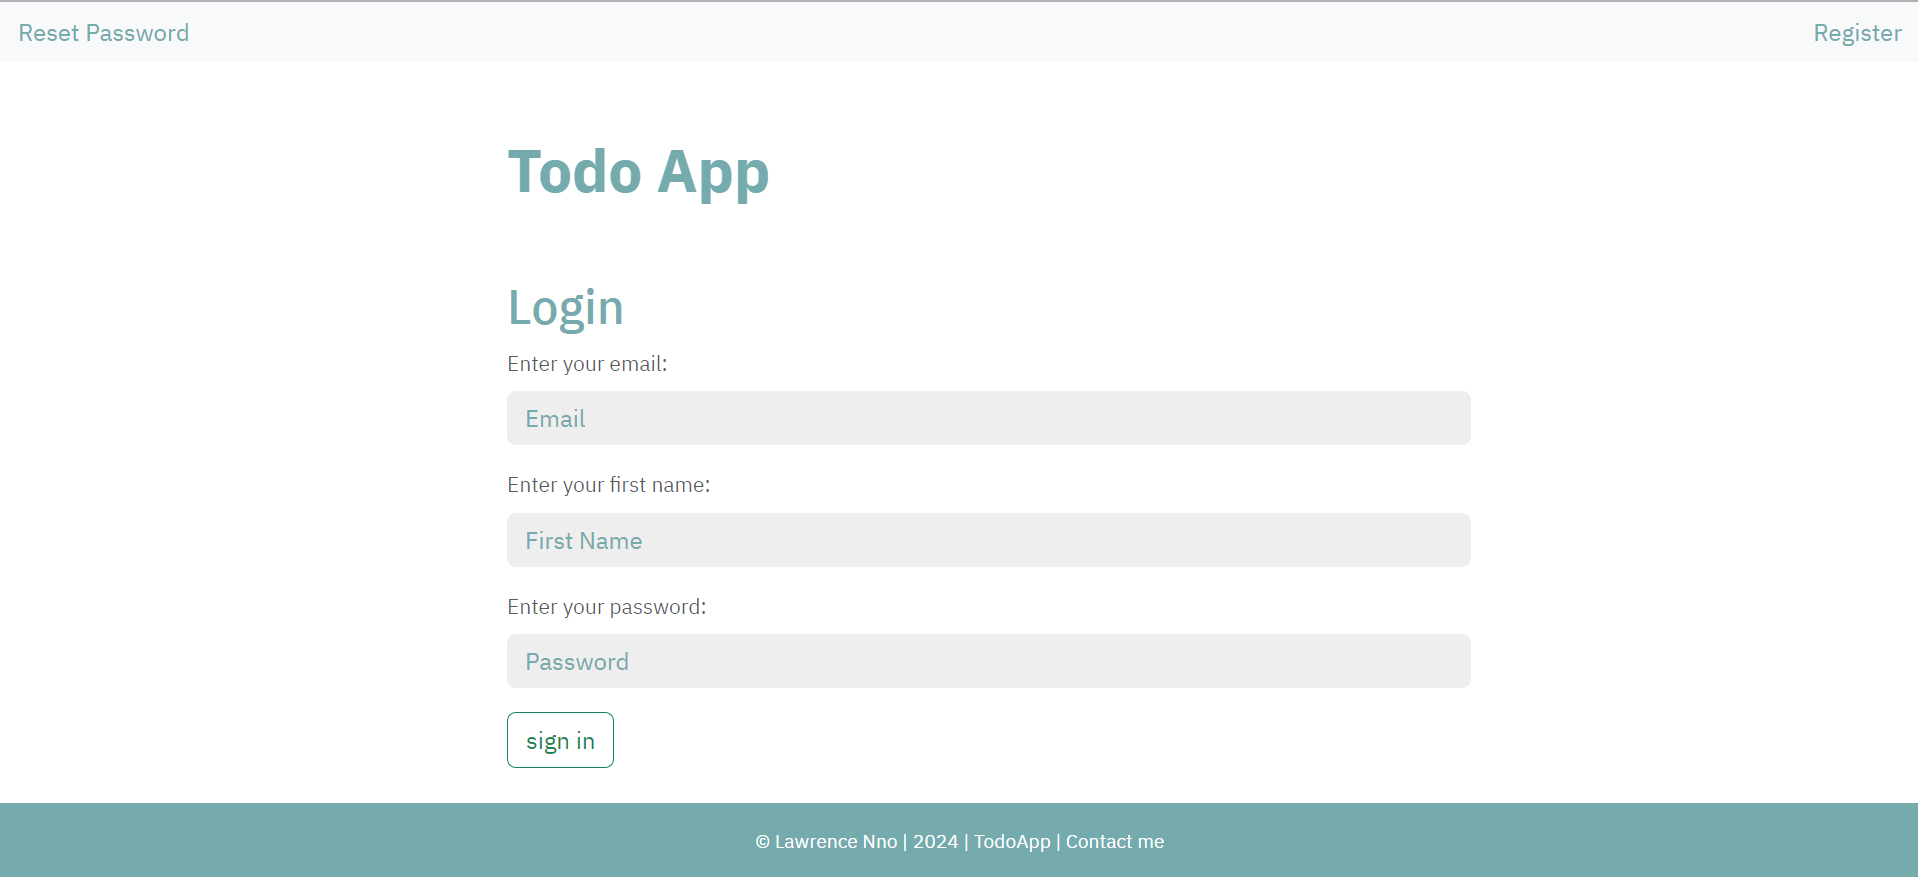 Reset Password
Register
Todo App
Login
Enter your email:
Email
Enter your first name:
First Name
Enter your password:
Password
sign in
© Lawrence Nno | 2024 | TodoApp | Contact me